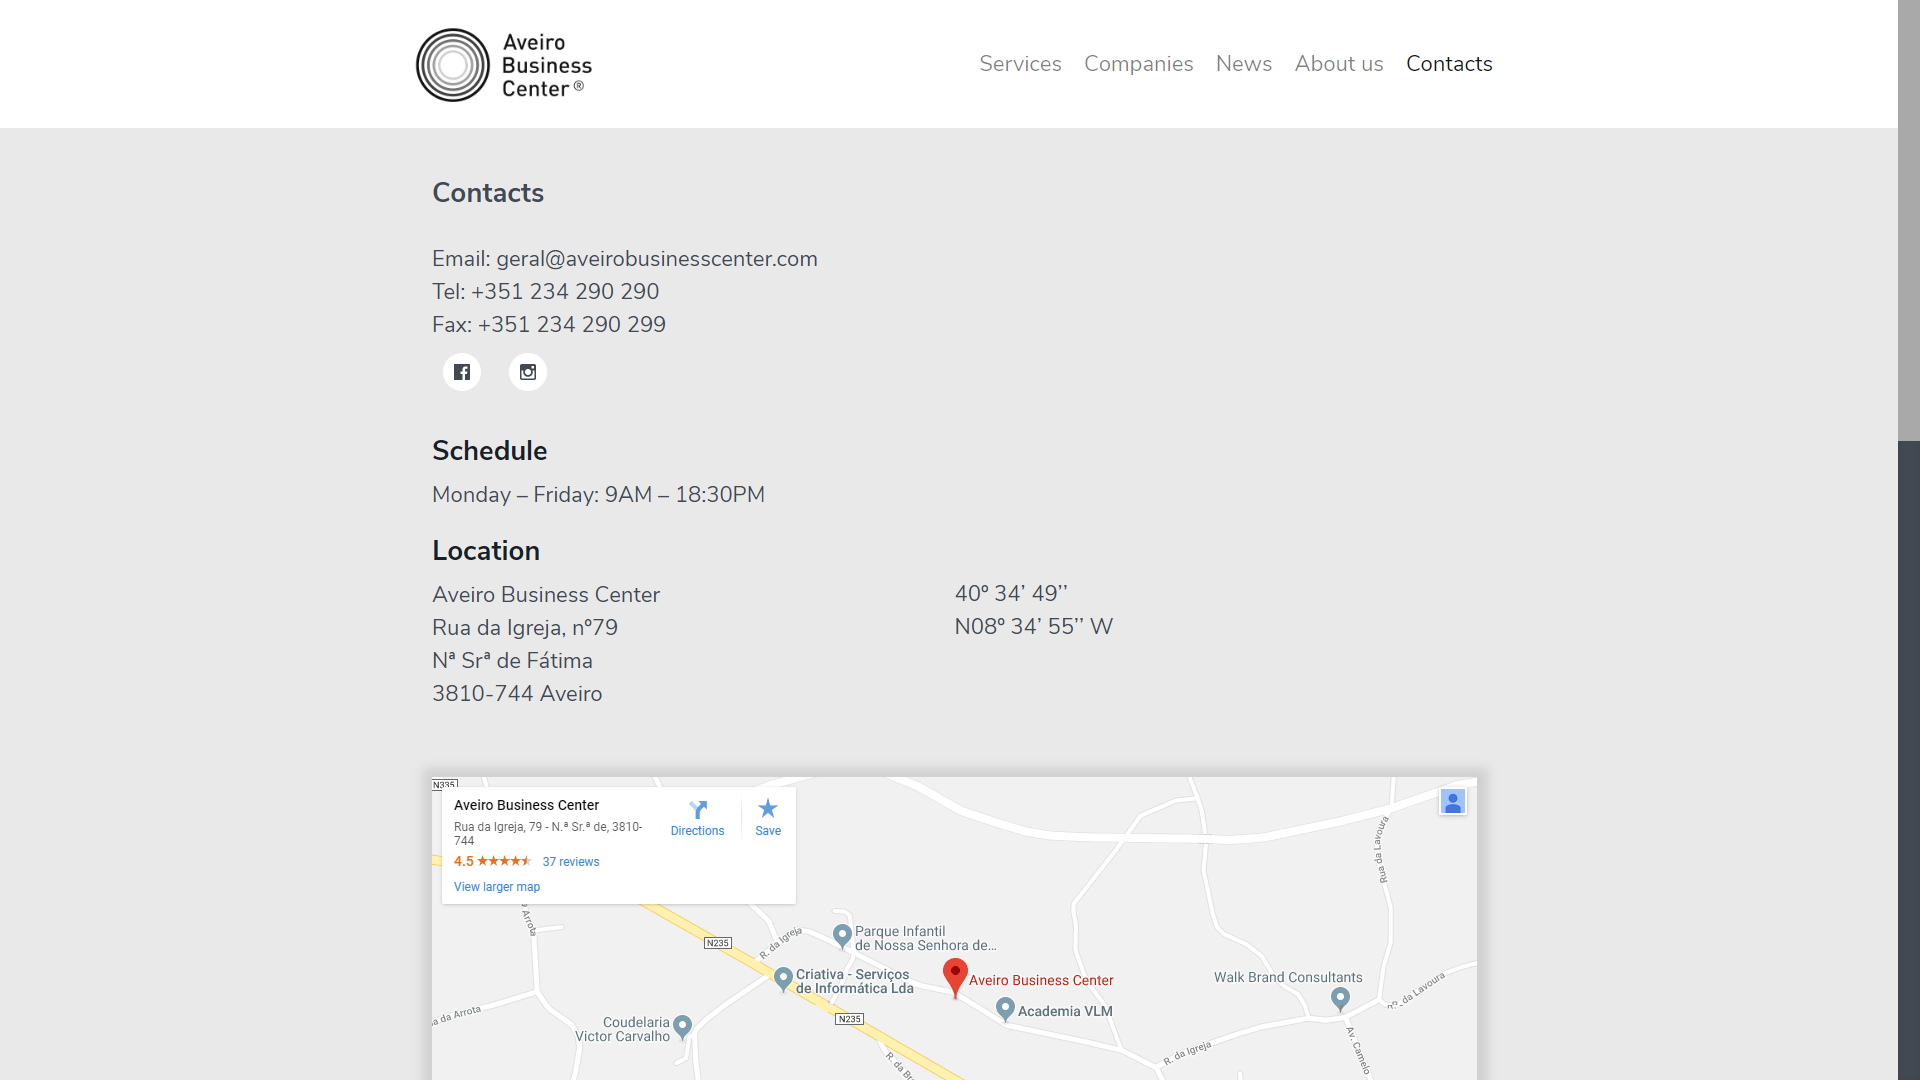 Aveiro
Business
Center ®
Services Companies News About us Contacts
Contacts
Email: geral@aveirobusinesscenter.com
Tel: +351 234 290 290
Fax: +351 234 290 299
Schedule
Monday – Friday: 9AM – 18:30PM
Location
Aveiro Business Center
Rua da Igreja, nº79
Nª Srª de Fátima
3810-744 Aveiro
40º 34’ 49’’
N08º 34’ 55’’ W
N335
Aveiro Business Center
Rua da Igreja, 79 - N.ª Sr.ª de, 3810-
744
4.5
37 reviews
View larger map
Directions
Save
Rua da Lavoura
Arrota
N235
R. da Igreja
Parque Infantil
de Nossa Senhora de...
Criativa - Serviços
de Informática Lda
Aveiro Business Center
Academia VLM
Walk Brand Consultants
da Lavoura
da Arrota
Coudelaria
Victor Carvalho
N235
R. da Igreja
Av. Camelo
R. da